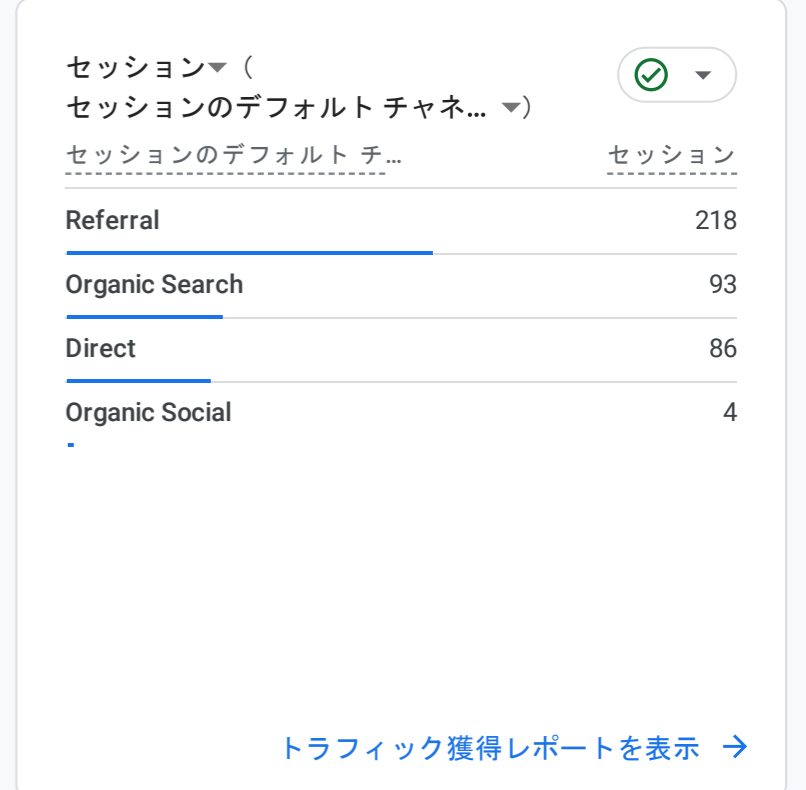 セッション▼ (
セッションのデフォルト チャネ... ▼)
セッションのデフォルト チ... セッション
Referral 218
Organic Search 93
Direct 86
Organic Social 4
トラフィック獲得レポートを表示 →